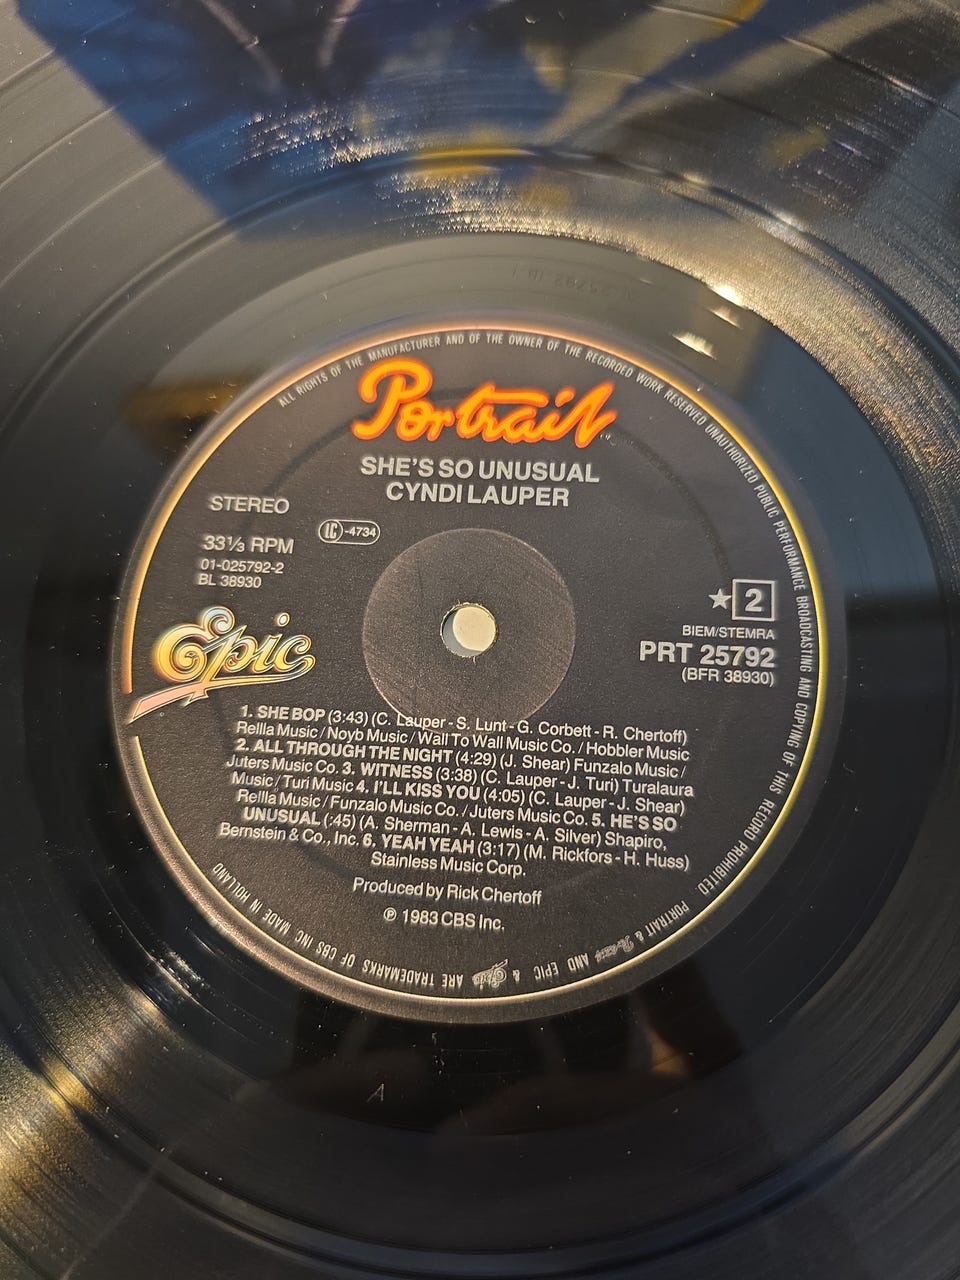 ALL RIGHTS OF THE MANUFACTURER AND OF THE OWNER OF THE RECORDED WORK RESERVED UNAUTHORIZED PUBLIC PERFORMANCE BROADCASTING AND COPYING OF THIS RECORD PROHIBITED
Portrait
SHE'S SO UNUSUAL
CYNDI LAUPER
STEREO
LC-4734
33⅓ RPM
01-025792-2
BL 38930
★ 2
BIEM/STEMRA
PRT 25792
(BFR 38930)
Epic
1. SHE BOP (3:43) (C. Lauper - S. Lunt - G. Corbett - R. Chertoff)
Rellla Music / Noyb Music / Wall To Wall Music Co. / Hobbler Music
2. ALL THROUGH THE NIGHT (4:29) (J. Shear) Funzalo Music /
Juters Music Co. 3. WITNESS (3:38) (C. Lauper - J. Turi) Turalaura
Music / Turi Music 4. I'LL KISS YOU (4:05) (C. Lauper - J. Shear)
Rellla Music / Funzalo Music Co. / Juters Music Co. 5. HE'S SO
UNUSUAL (:45) (A. Sherman - A. Lewis - A. Silver) Shapiro,
Bernstein & Co., Inc. 6. YEAH YEAH (3:17) (M. Rickfors - H. Huss)
Stainless Music Corp.
Produced by Rick Chertoff
℗ 1983 CBS Inc.
PORTRAIT & Portrait AND EPIC & Epic ARE TRADEMARKS OF CBS INC MADE IN HOLLAND